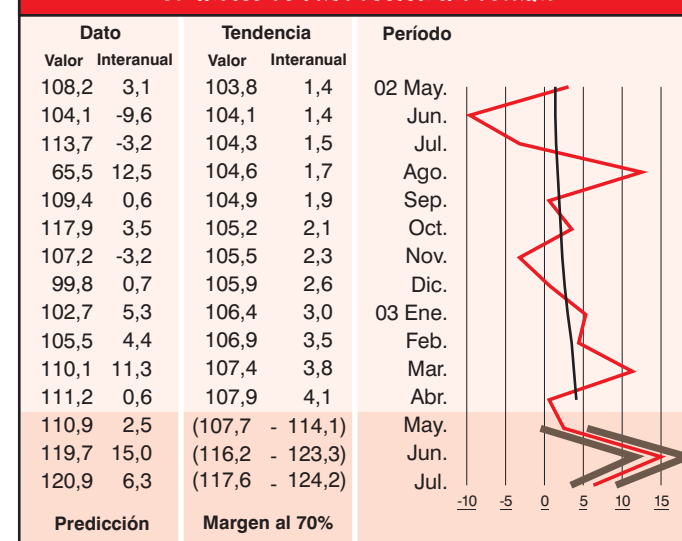 Dato Tendencia Período
Valor Interanual Valor Interanual
108,2 3,1 103,8 1,4 02 May.
104,1 -9,6 104,1 1,4 Jun.
113,7 -3,2 104,3 1,5 Jul.
65,5 12,5 104,6 1,7 Ago.
109,4 0,6 104,9 1,9 Sep.
117,9 3,5 105,2 2,1 Oct.
107,2 -3,2 105,5 2,3 Nov.
99,8 0,7 105,9 2,6 Dic.
102,7 5,3 106,4 3,0 03 Ene.
105,5 4,4 106,9 3,5 Feb.
110,1 11,3 107,4 3,8 Mar.
111,2 0,6 107,9 4,1 Abr.
110,9 2,5 (107,7 - 114,1) May.
119,7 15,0 (116,2 - 123,3) Jun.
120,9 6,3 (117,6 - 124,2) Jul.
-10 -5 0 5 10 15
Predicción Margen al 70%